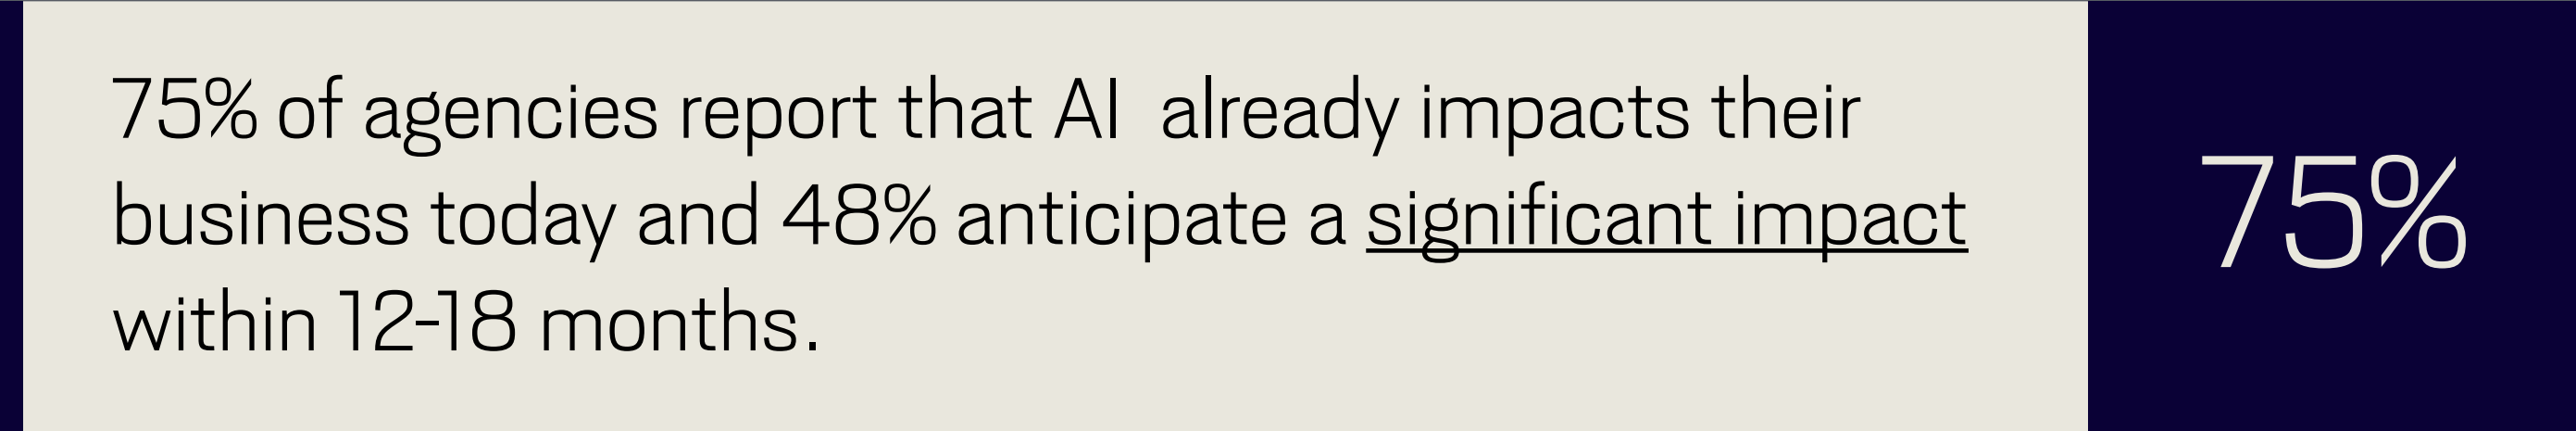 75% of agencies report that AI  already impacts their
business today and 48% anticipate a significant impact
within 12-18 months.
75%